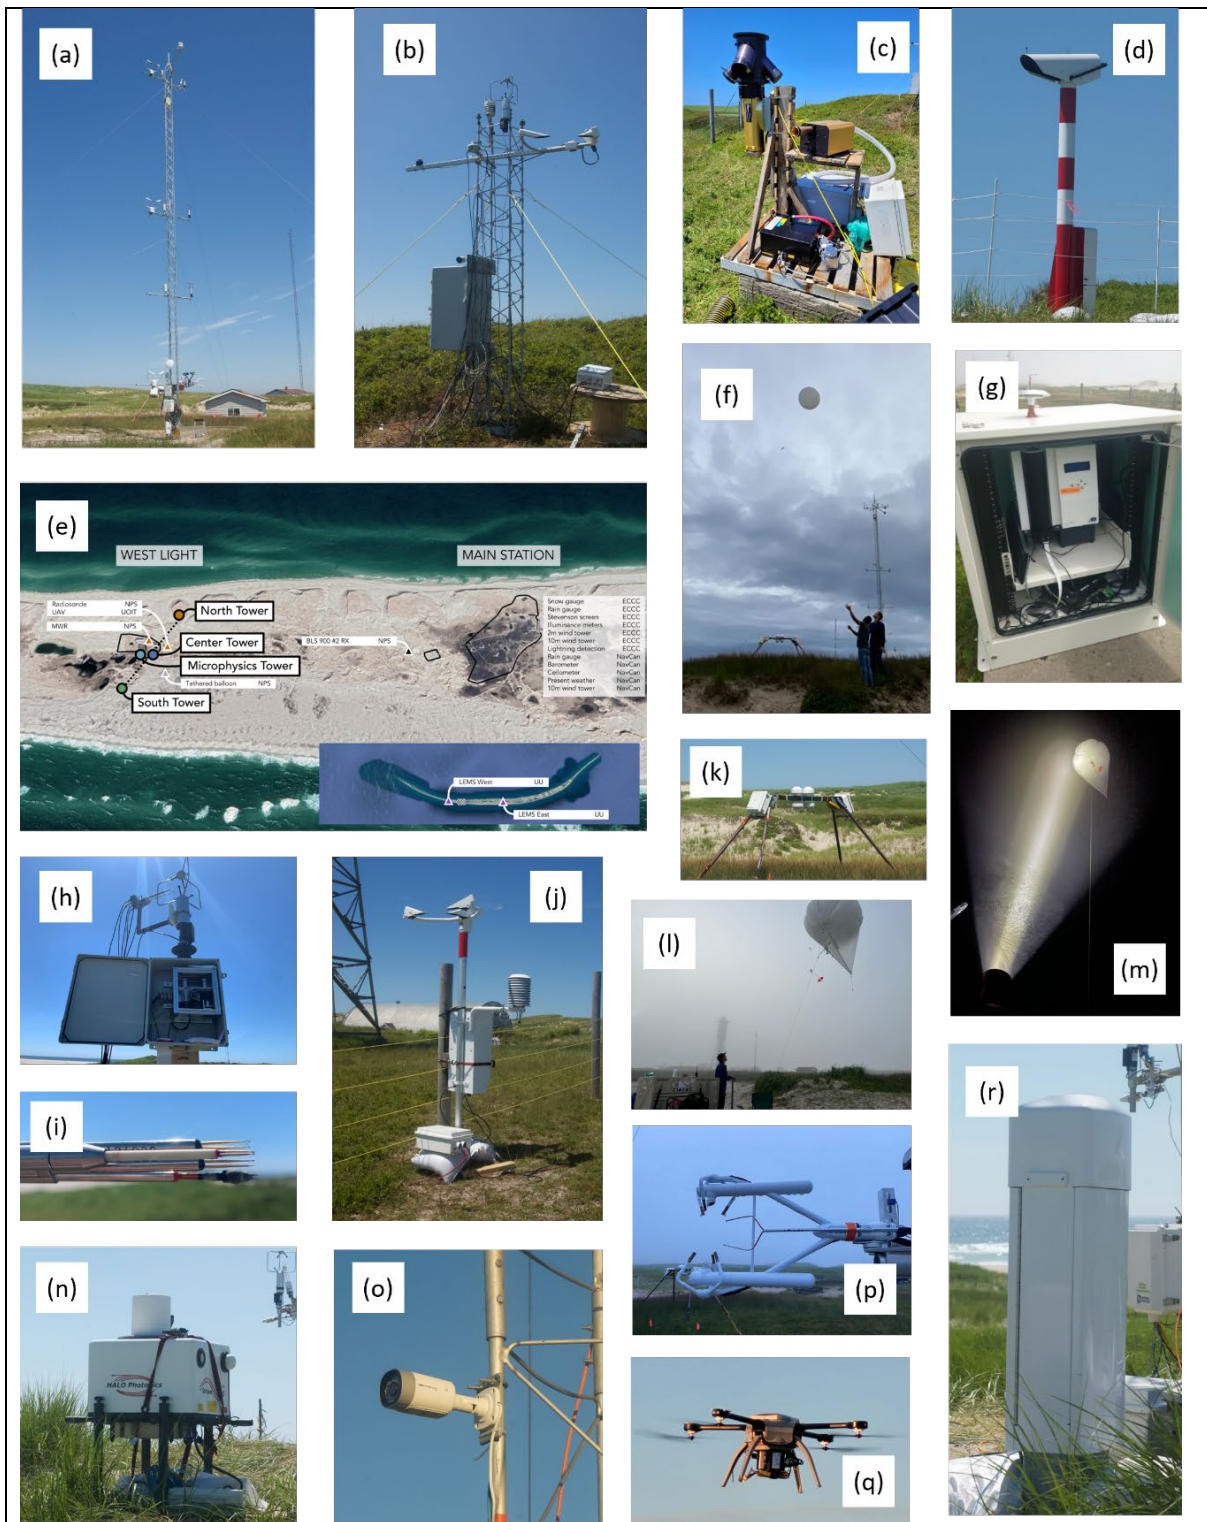 (a)
(b)
(c)
(d)
(e)
WEST LIGHT
MAIN STATION
Radiosonde NPS
UAV UOIT
MWR NPS
North Tower
Center Tower
Microphysics Tower
Tethered balloon NPS
South Tower
BLS 900 #2 RX NPS
Snow gauge ECCC
Rain gauge ECCC
Stevenson screen ECCC
Illuminance meters ECCC
2m wind tower ECCC
10m wind tower ECCC
Lightning detection ECCC
Rain gauge NavCan
Barometer NavCan
Ceilometer NavCan
Present weather NavCan
10m wind tower NavCan
LEMS West UU
LEMS East UU
(f)
(g)
(k)
(h)
(j)
(l)
(m)
(i)
(r)
(n)
HALO Photonics
(o)
(p)
(q)